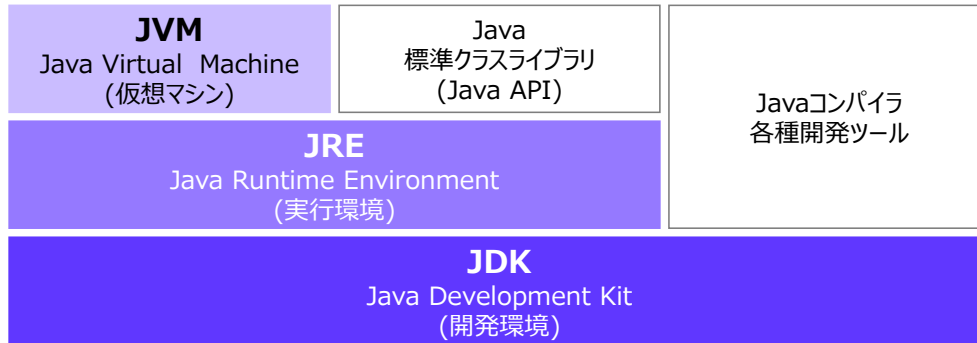 JVM
Java Virtual  Machine
(仮想マシン)
Java
標準クラスライブラリ
(Java API)
Javaコンパイラ
各種開発ツール
JRE
Java Runtime Environment
(実行環境)
JDK
Java Development Kit
(開発環境)